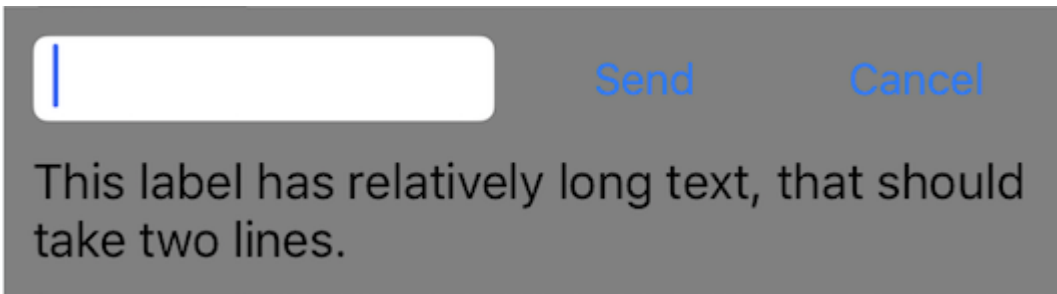 Send Cancel
This label has relatively long text, that should
take two lines.